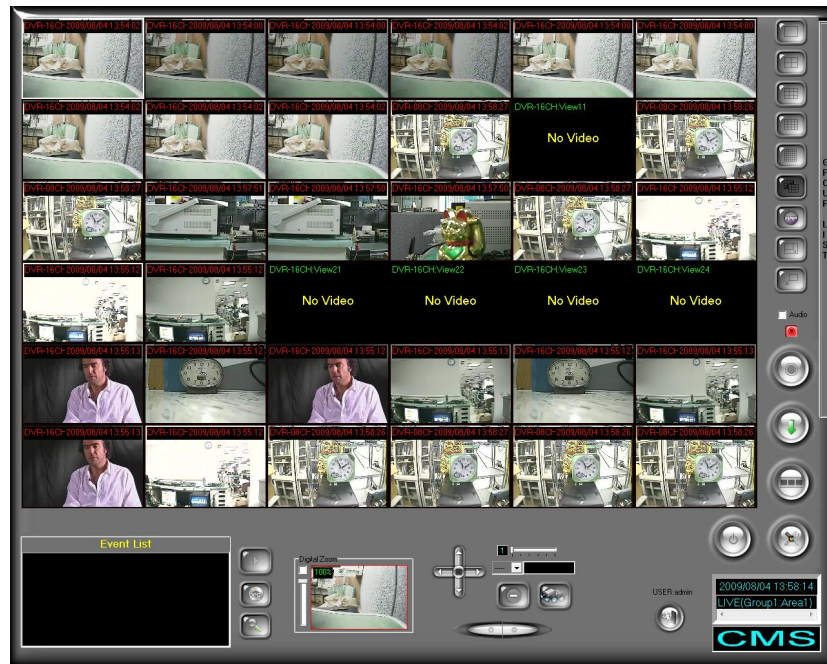 DVR-16CH 2009/08/04 13:54:02 DVR-16CH 2009/08/04 13:54:00 DVR-16CH 2009/08/04 13:54:02 DVR-16CH 2009/08/04 13:54:00 DVR-16CH 2009/08/04 13:54:00 DVR-16CH 2009/08/04 13:54:00
DVR-16CH 2009/08/04 13:54:02 DVR-16CH 2009/08/04 13:54:02 DVR-16CH 2009/08/04 13:54:02 DVR-08CH 2009/08/04 13:58:27 DVR-16CH:View11 DVR-08CH 2009/08/04 13:58:26
No Video
DVR-08CH 2009/08/04 13:58:27 DVR-16CH 2009/08/04 13:57:51 DVR-16CH 2009/08/04 13:57:50 DVR-16CH 2009/08/04 13:57:50 DVR-08CH 2009/08/04 13:58:27 DVR-16CH 2009/08/04 13:55:12
DVR-16CH 2009/08/04 13:55:12 DVR-16CH 2009/08/04 13:55:12 DVR-16CH:View21 DVR-16CH:View22 DVR-16CH:View23 DVR-16CH:View24
No Video No Video No Video No Video
DVR-16CH 2009/08/04 13:55:13 DVR-16CH 2009/08/04 13:55:12 DVR-16CH 2009/08/04 13:55:12 DVR-16CH 2009/08/04 13:55:13 DVR-16CH 2009/08/04 13:55:12 DVR-16CH 2009/08/04 13:55:13
DVR-16CH 2009/08/04 13:55:13 DVR-16CH 2009/08/04 13:55:12 DVR-08CH 2009/08/04 13:58:26 DVR-08CH 2009/08/04 13:58:27 DVR-08CH 2009/08/04 13:58:26 DVR-08CH 2009/08/04 13:58:26
Audio
GROUP LIST
Event List
Digital Zoom
100%
1
----
USER:admin
2009/08/04 13:58:14
LIVE(Group1:Area1)
CMS